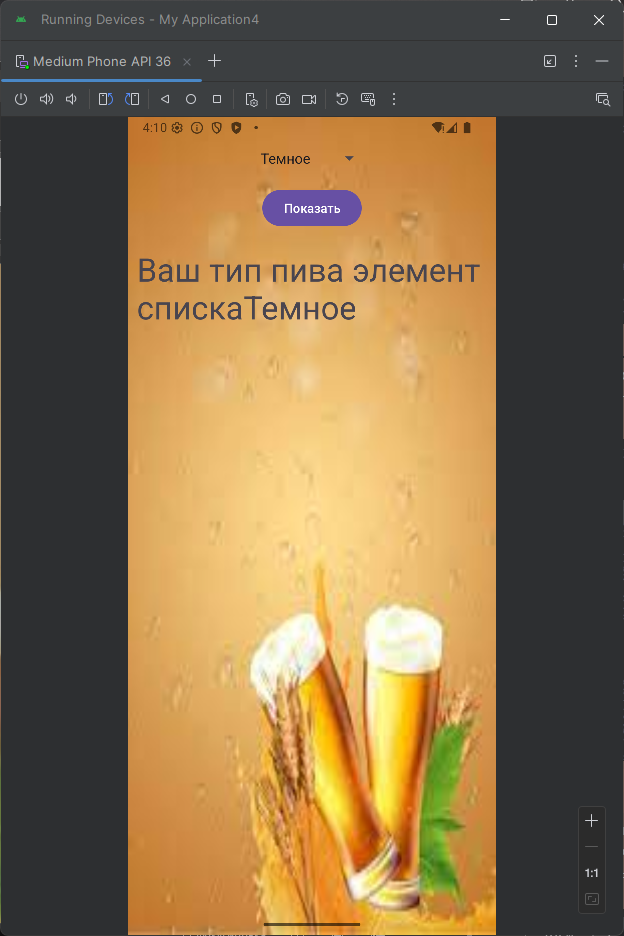 Running Devices - My Application4
Medium Phone API 36
4:10
Темное
Показать
Ваш тип пива элемент
спискаТемное
1:1